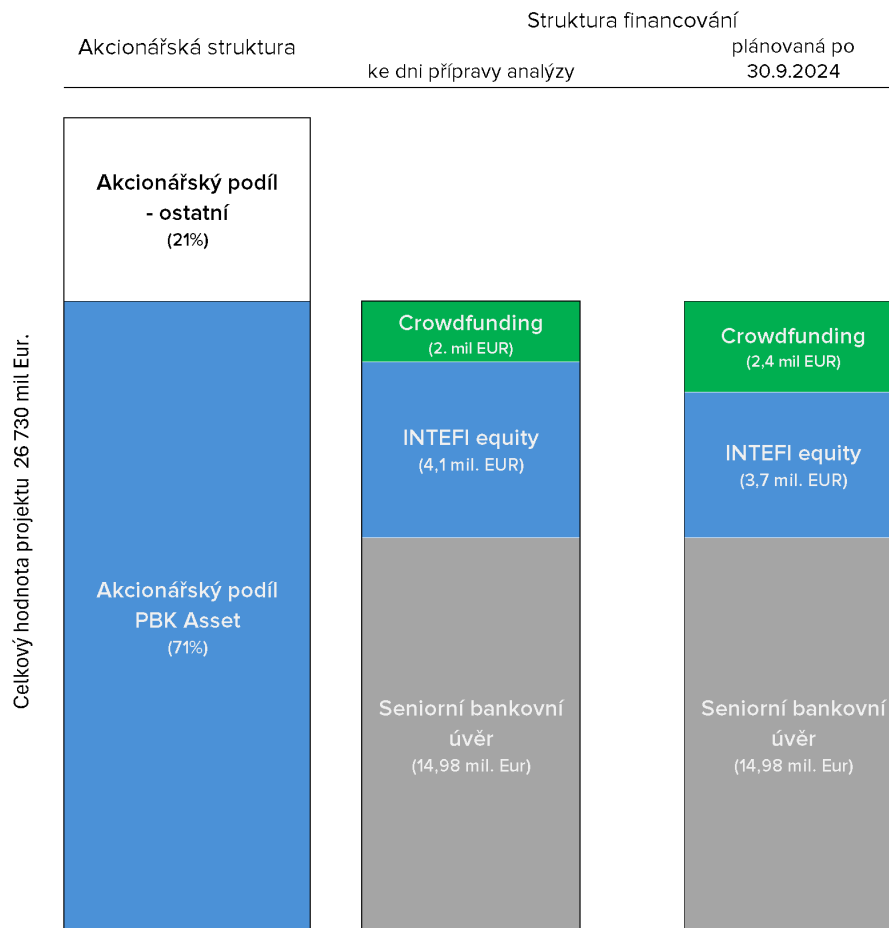 Struktura financování
Akcionářská struktura
ke dni přípravy analýzy
plánovaná po
30.9.2024
Akcionářský podíl
- ostatní
(21%)
Celkový hodnota projektu 26 730 mil Eur.
Akcionářský podíl
PBK Asset
(71%)
Crowdfunding
(2. mil EUR)
INTEFI equity
(4,1 mil. EUR)
Seniorní bankovní
úvěr
(14,98 mil. Eur)
Crowdfunding
(2,4 mil EUR)
INTEFI equity
(3,7 mil. EUR)
Seniorní bankovní
úvěr
(14,98 mil. Eur)